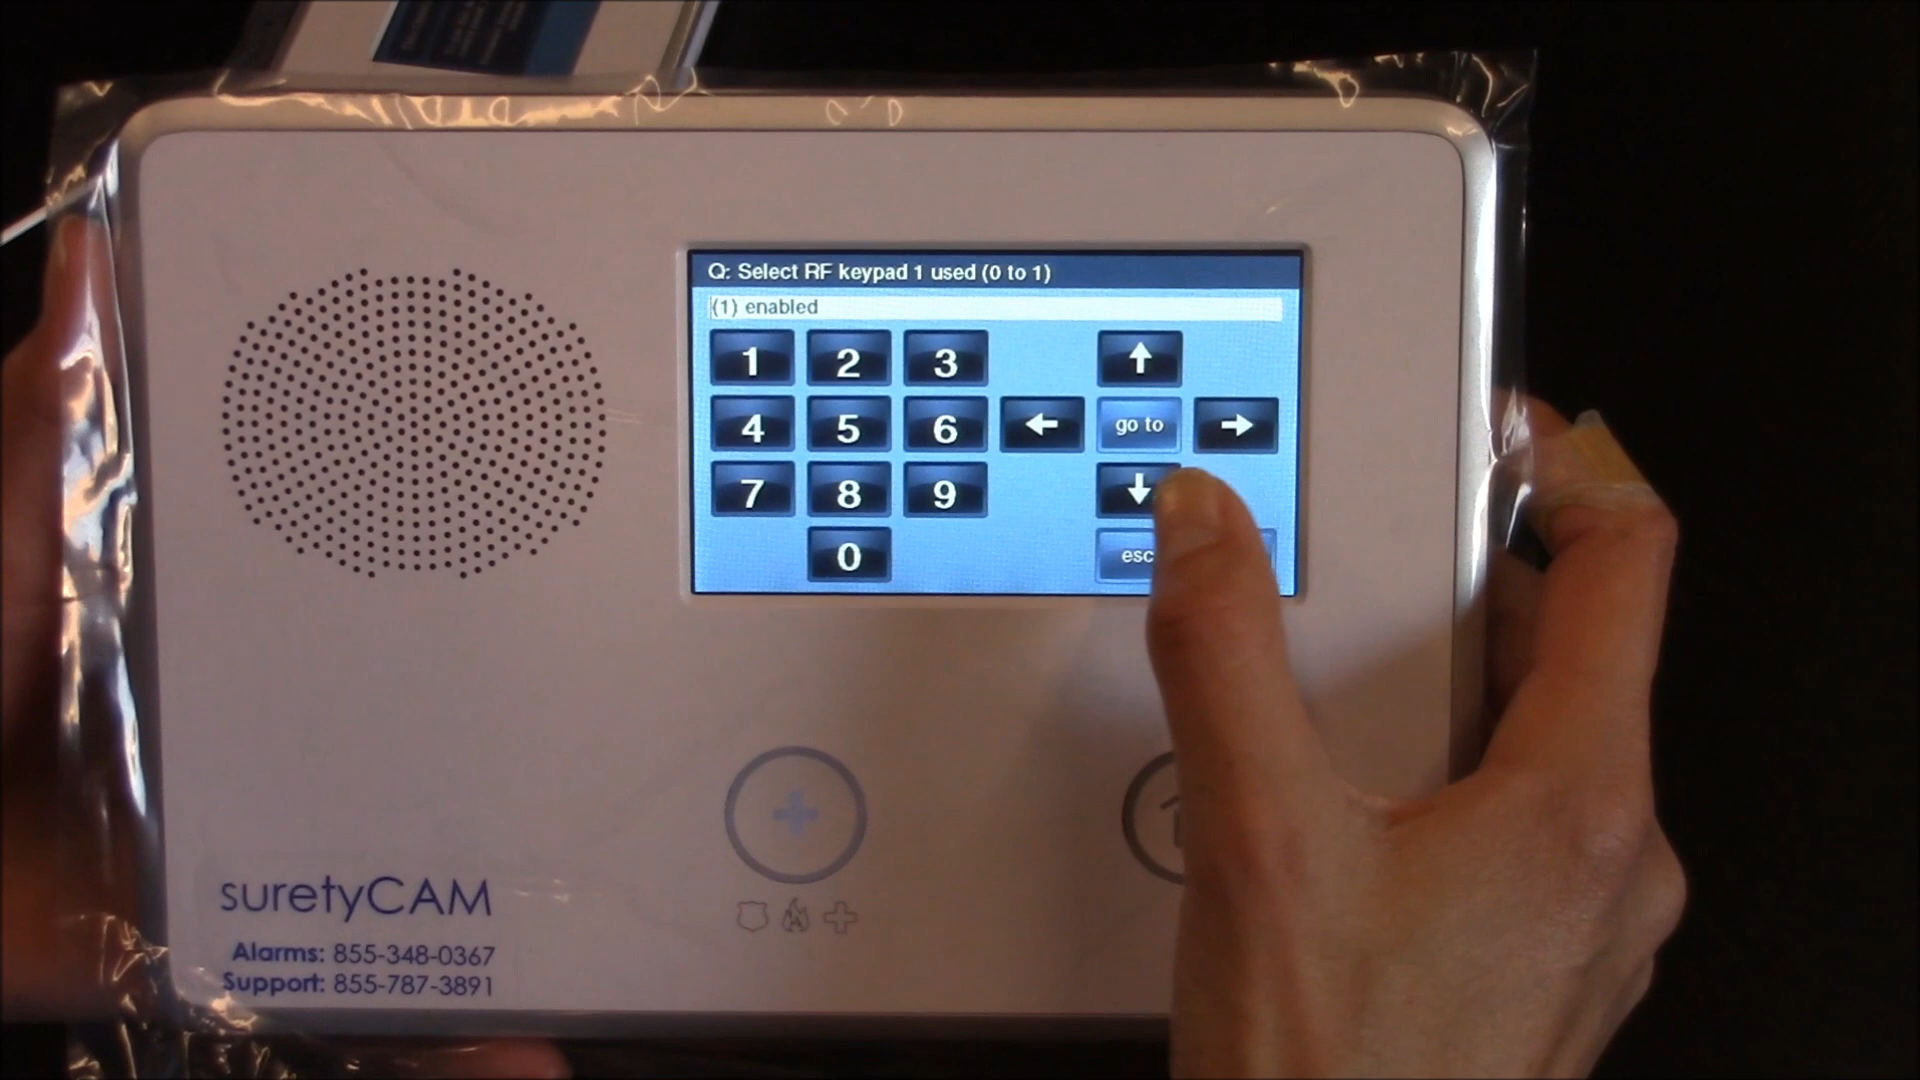 Q: Select RF keypad 1 used (0 to 1)
(1) enabled
1 2 3
4 5 6 go to
7 8 9
0 esc
suretyCAM
Alarms: 855-348-0367
Support: 855-787-3891